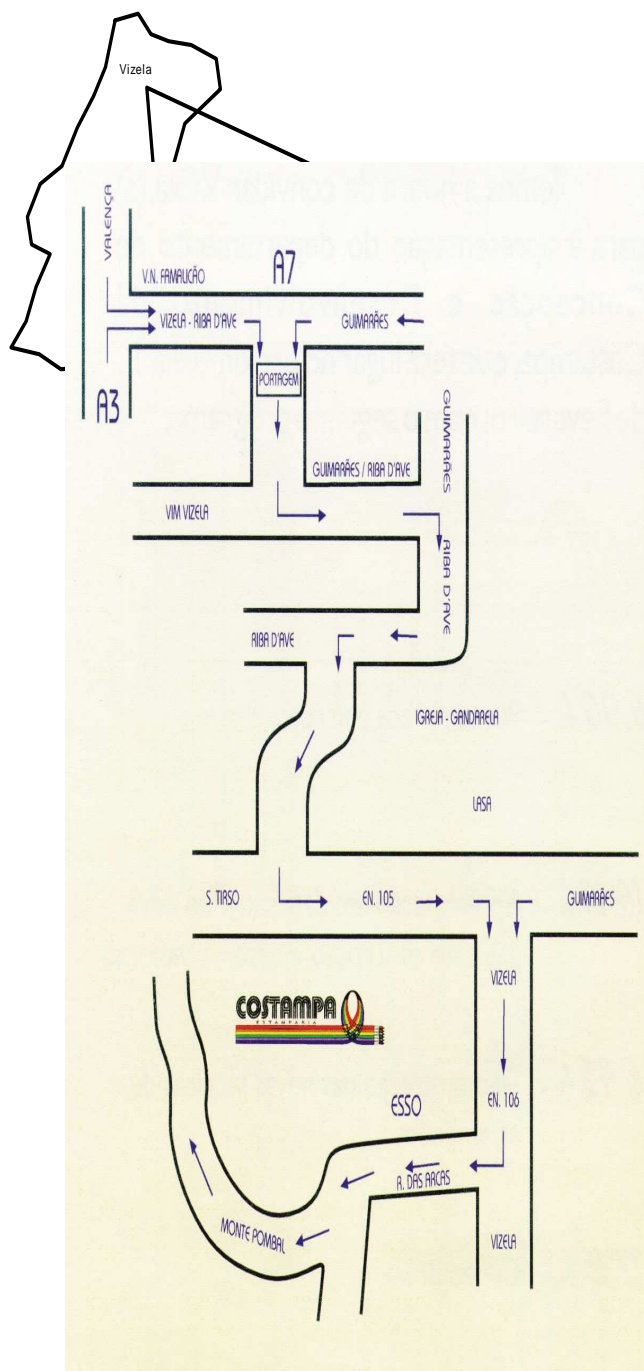 Vizela
VALENÇA
V.N. FAMALICÃO
A7
VIZELA - RIBA D'AVE
GUIMARÃES
PORTAGEM
A3
GUIMARÃES
GUIMARÃES / RIBA D'AVE
VIM VIZELA
RIBA D'AVE
RIBA D'AVE
IGREJA - GANDARELA
LASA
S. TIRSO
EN. 105
GUIMARÃES
VIZELA
COSTAMPA
ESTAMPARIA
EN. 106
ESSO
R. DAS ARCAS
MONTE POMBAL
VIZELA